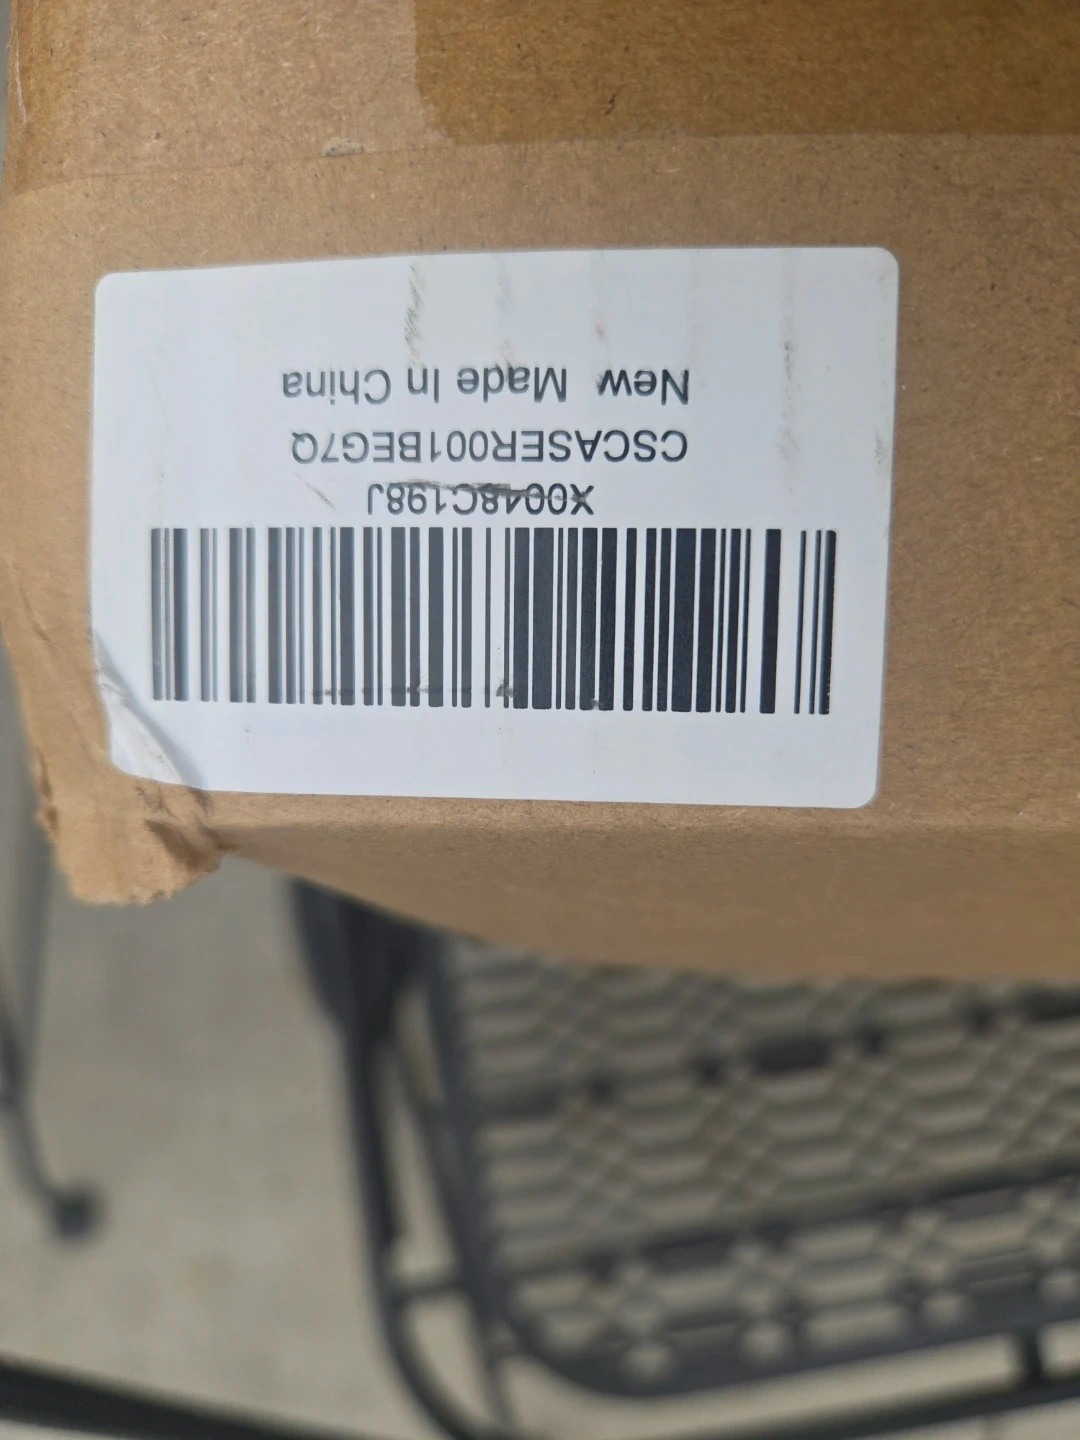 X0048C198J
CSCASER001BEG7Q
New Made In China